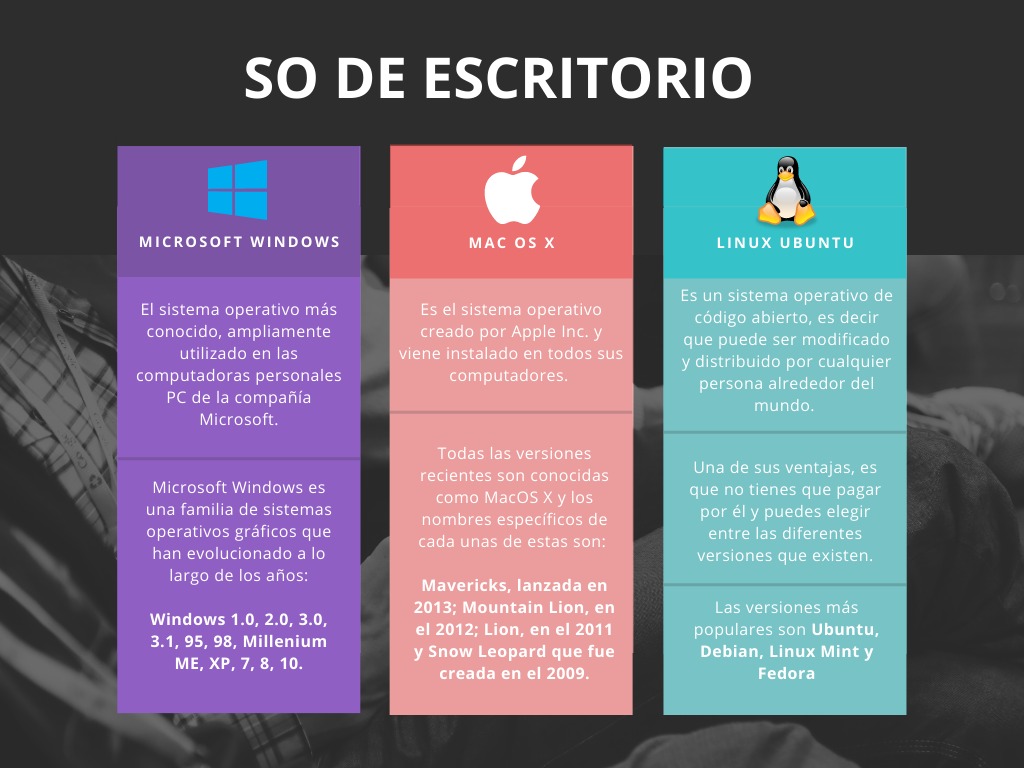 SO DE ESCRITORIO
MICROSOFT WINDOWS
El sistema operativo más
conocido, ampliamente
utilizado en las
computadoras personales
PC de la compañía
Microsoft.
Microsoft Windows es
una familia de sistemas
operativos gráficos que
han evolucionado a lo
largo de los años:
Windows 1.0, 2.0, 3.0,
3.1, 95, 98, Millenium
ME, XP, 7, 8, 10.
MAC OS X
Es el sistema operativo
creado por Apple Inc. y
viene instalado en todos sus
computadores.
Todas las versiones
recientes son conocidas
como MacOS X y los
nombres específicos de
cada unas de estas son:
Mavericks, lanzada en
2013; Mountain Lion, en
el 2012; Lion, en el 2011
y Snow Leopard que fue
creada en el 2009.
LINUX UBUNTU
Es un sistema operativo de
código abierto, es decir
que puede ser modificado
y distribuido por cualquier
persona alrededor del
mundo.
Una de sus ventajas, es
que no tienes que pagar
por él y puedes elegir
entre las diferentes
versiones que existen.
Las versiones más
populares son Ubuntu,
Debian, Linux Mint y
Fedora